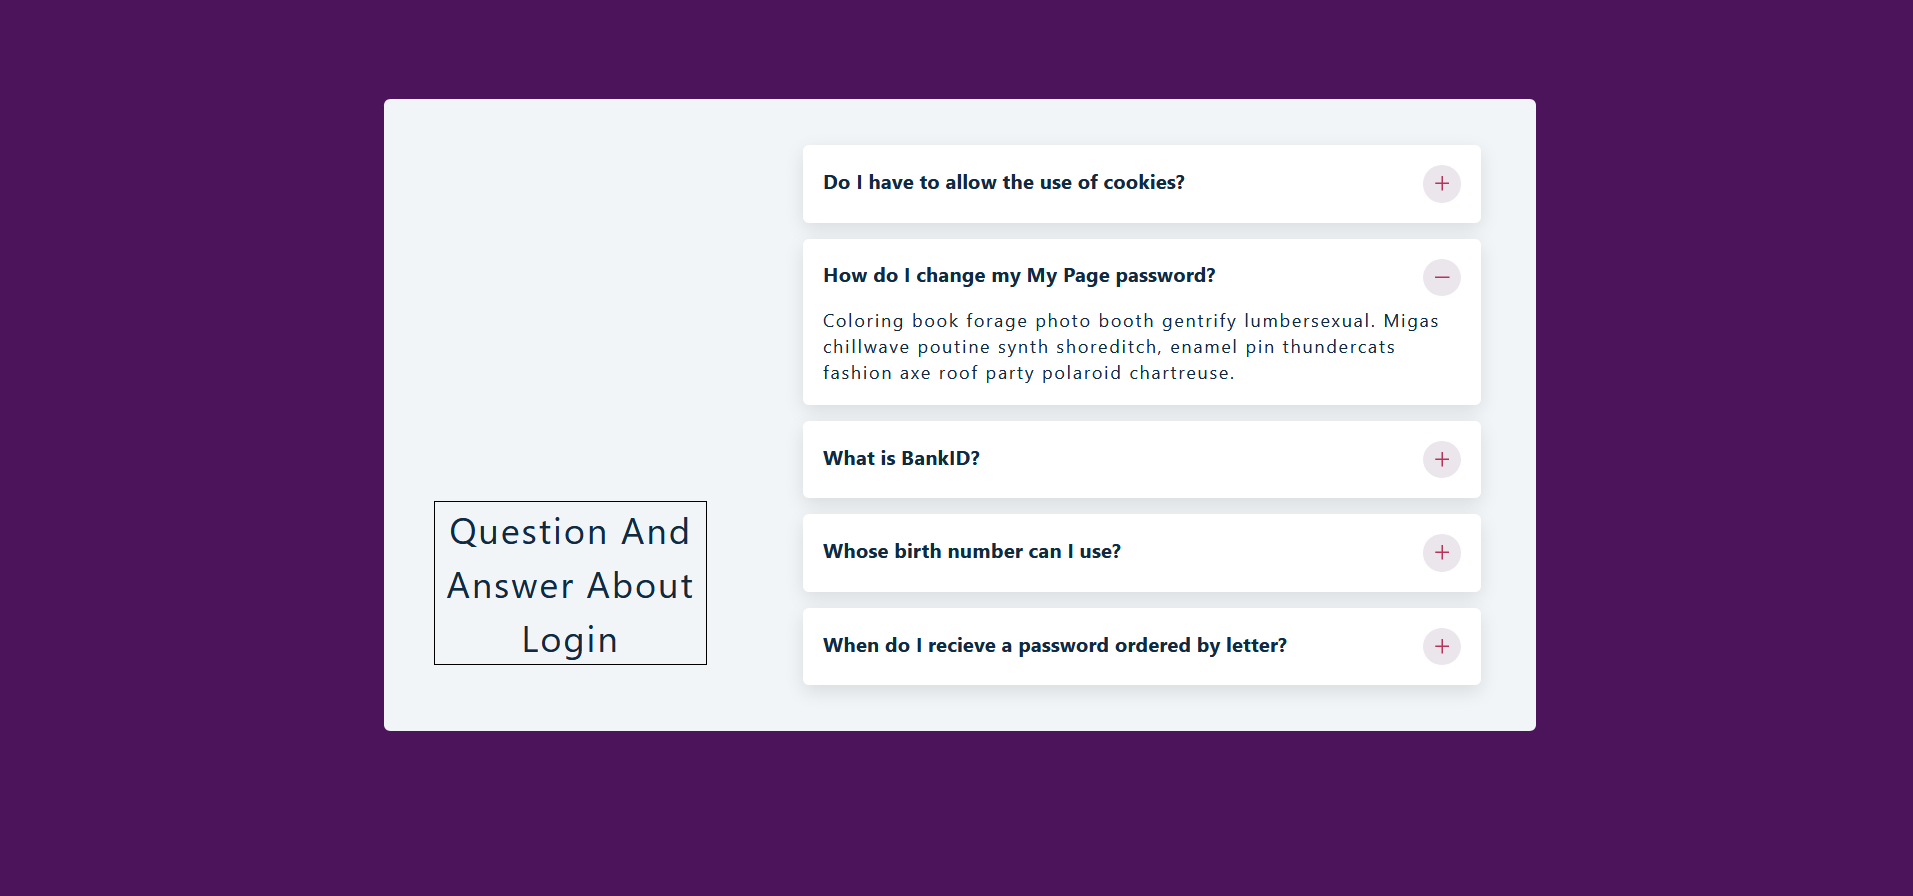 Question And
Answer About
Login
Do I have to allow the use of cookies?
How do I change my My Page password?
Coloring book forage photo booth gentrify lumbersexual. Migas
chillwave poutine synth shoreditch, enamel pin thundercats
fashion axe roof party polaroid chartreuse.
What is BankID?
Whose birth number can I use?
When do I recieve a password ordered by letter?